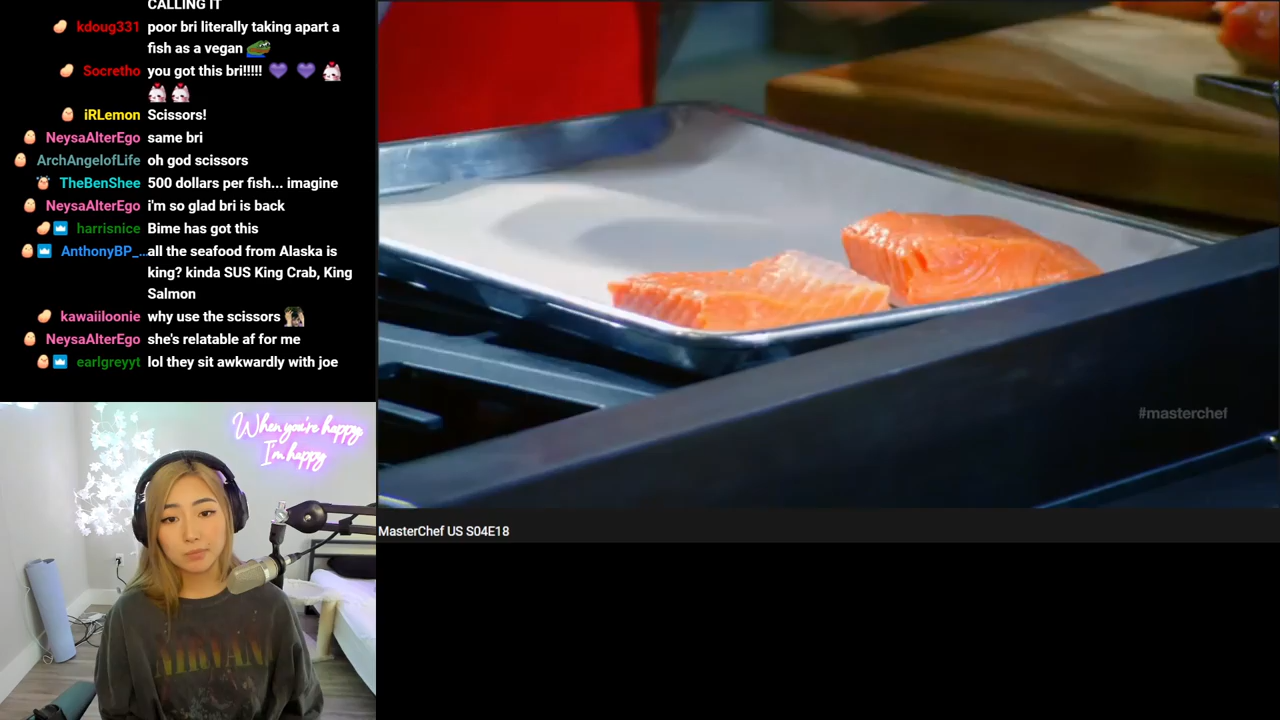 CALLING IT
kdoug331 poor bri literally taking apart a
fish as a vegan
Socretho you got this bri!!!!!
iRLemon Scissors!
NeysaAlterEgo same bri
ArchAngelofLife oh god scissors
TheBenShee 500 dollars per fish... imagine
NeysaAlterEgo i'm so glad bri is back
harrisnice Bime has got this
AnthonyBP_... all the seafood from Alaska is
king? kinda SUS King Crab, King
Salmon
kawaiiloonie why use the scissors
NeysaAlterEgo she's relatable af for me
earlgreyyt lol they sit awkwardly with joe
#masterchef
MasterChef US S04E18
When you're happy
I'm happy
NIRVANA